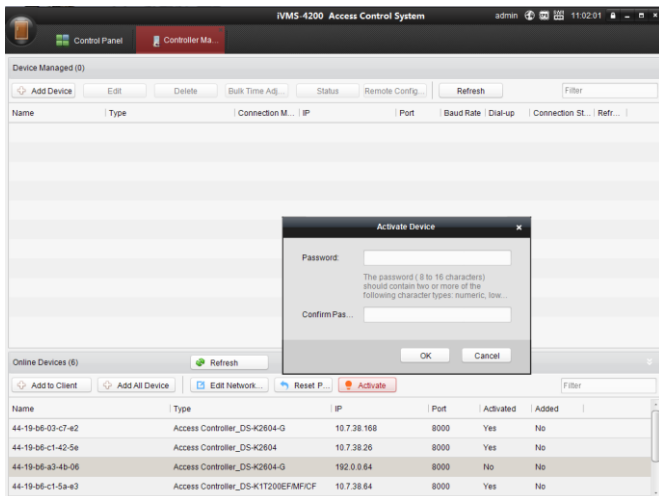 iVMS-4200 Access Control System
admin
11:02:01
Control Panel
Controller Ma...
Device Managed (0)
Add Device Edit Delete Bulk Time Adj... Status Remote Config... Refresh Filter
Name Type Connection M... IP Port Baud Rate Dial-up Connection St... Refr...
Activate Device
Password:
The password ( 8 to 16 characters)
should contain two or more of the
following character types: numeric, low...
Confirm Pas...
OK Cancel
Online Devices (6) Refresh
Add to Client Add All Device Edit Network... Reset P... Activate Filter
Name Type IP Port Activated Added
44-19-b6-03-c7-e2 Access Controller_DS-K2604-G 10.7.38.168 8000 Yes No
44-19-b6-c1-42-5e Access Controller_DS-K2604 10.7.38.26 8000 Yes No
44-19-b6-a3-4b-06 Access Controller_DS-K2604-G 192.0.0.64 8000 No No
44-19-b6-c1-5a-e3 Access Controller_DS-K1T200EF/MF/CF 10.7.38.64 8000 Yes No